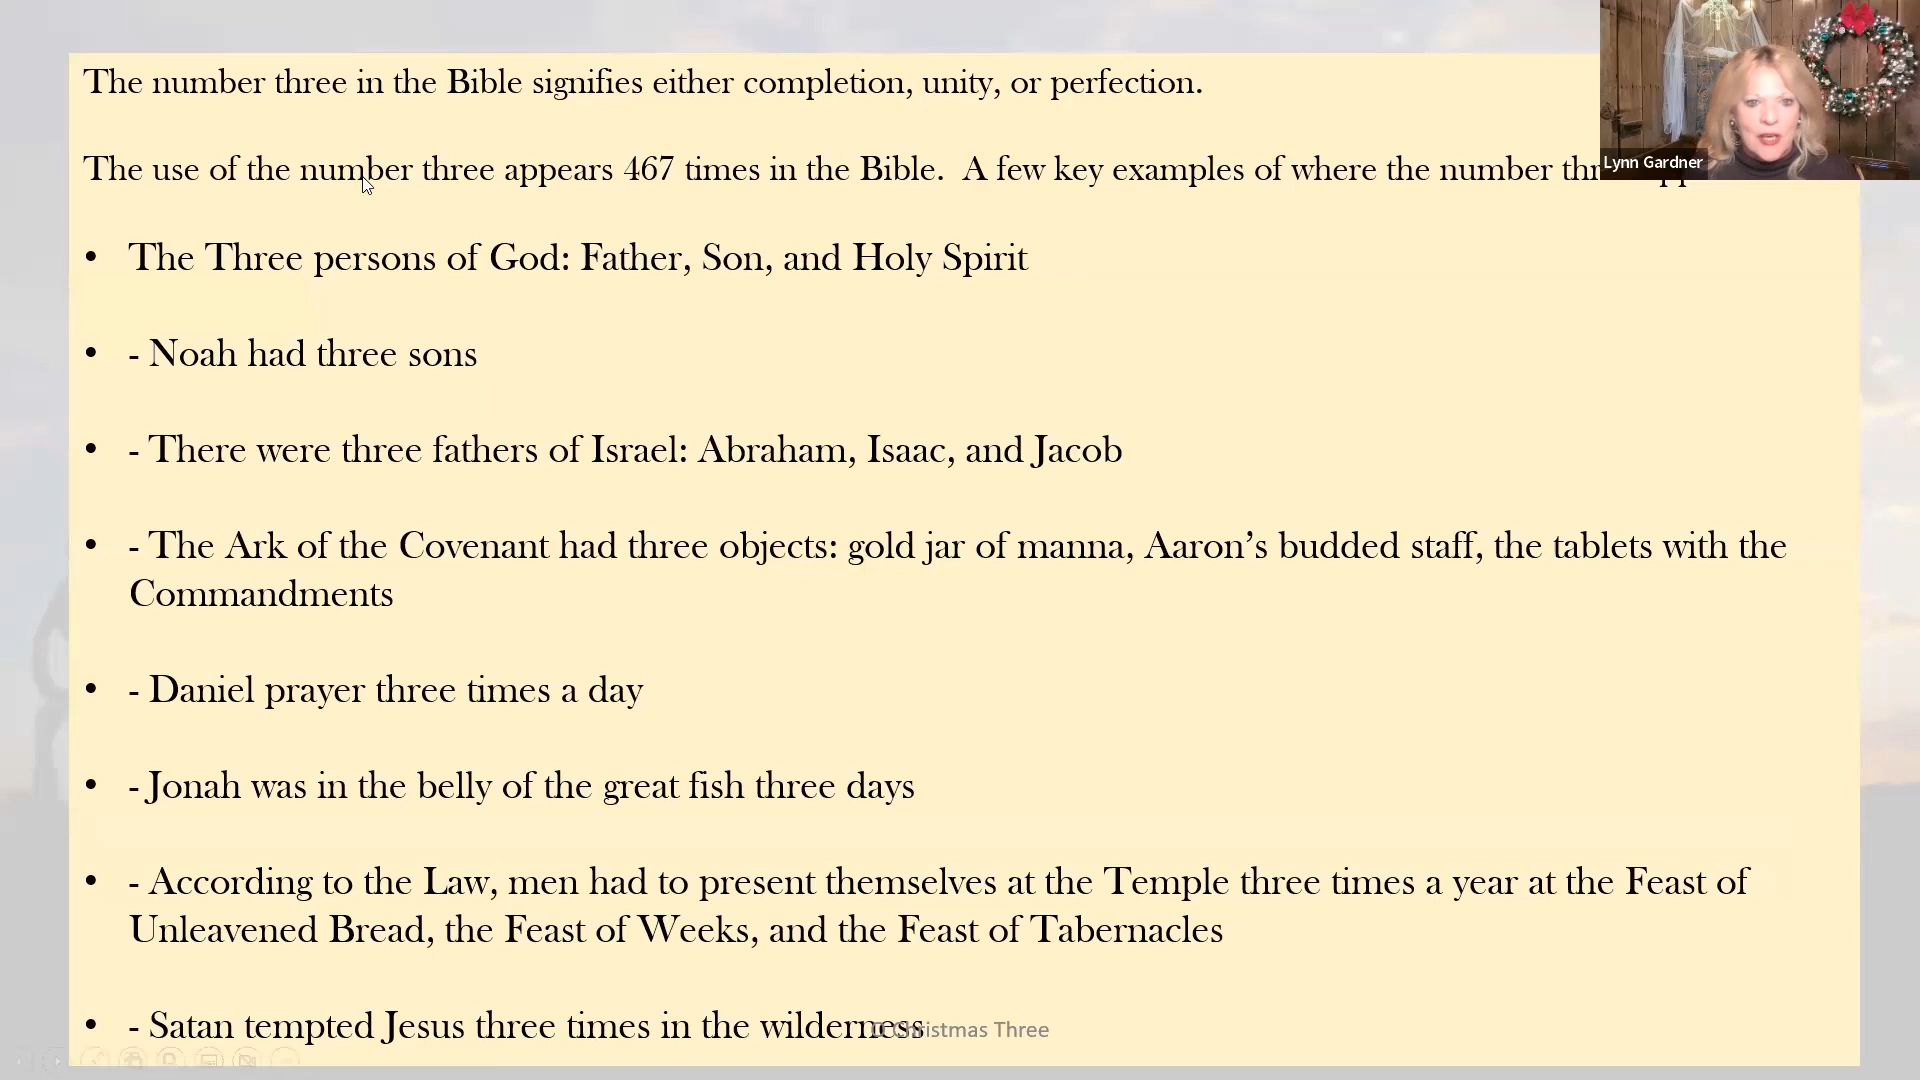 The number three in the Bible signifies either completion, unity, or perfection.
The use of the number three appears 467 times in the Bible.  A few key examples of where the number
Lynn Gardner
• The Three persons of God: Father, Son, and Holy Spirit
• - Noah had three sons
• - There were three fathers of Israel: Abraham, Isaac, and Jacob
• - The Ark of the Covenant had three objects: gold jar of manna, Aaron’s budded staff, the tablets with the
Commandments
• - Daniel prayer three times a day
• - Jonah was in the belly of the great fish three days
• - According to the Law, men had to present themselves at the Temple three times a year at the Feast of
Unleavened Bread, the Feast of Weeks, and the Feast of Tabernacles
• - Satan tempted Jesus three times in the wilderness
Christmas Three